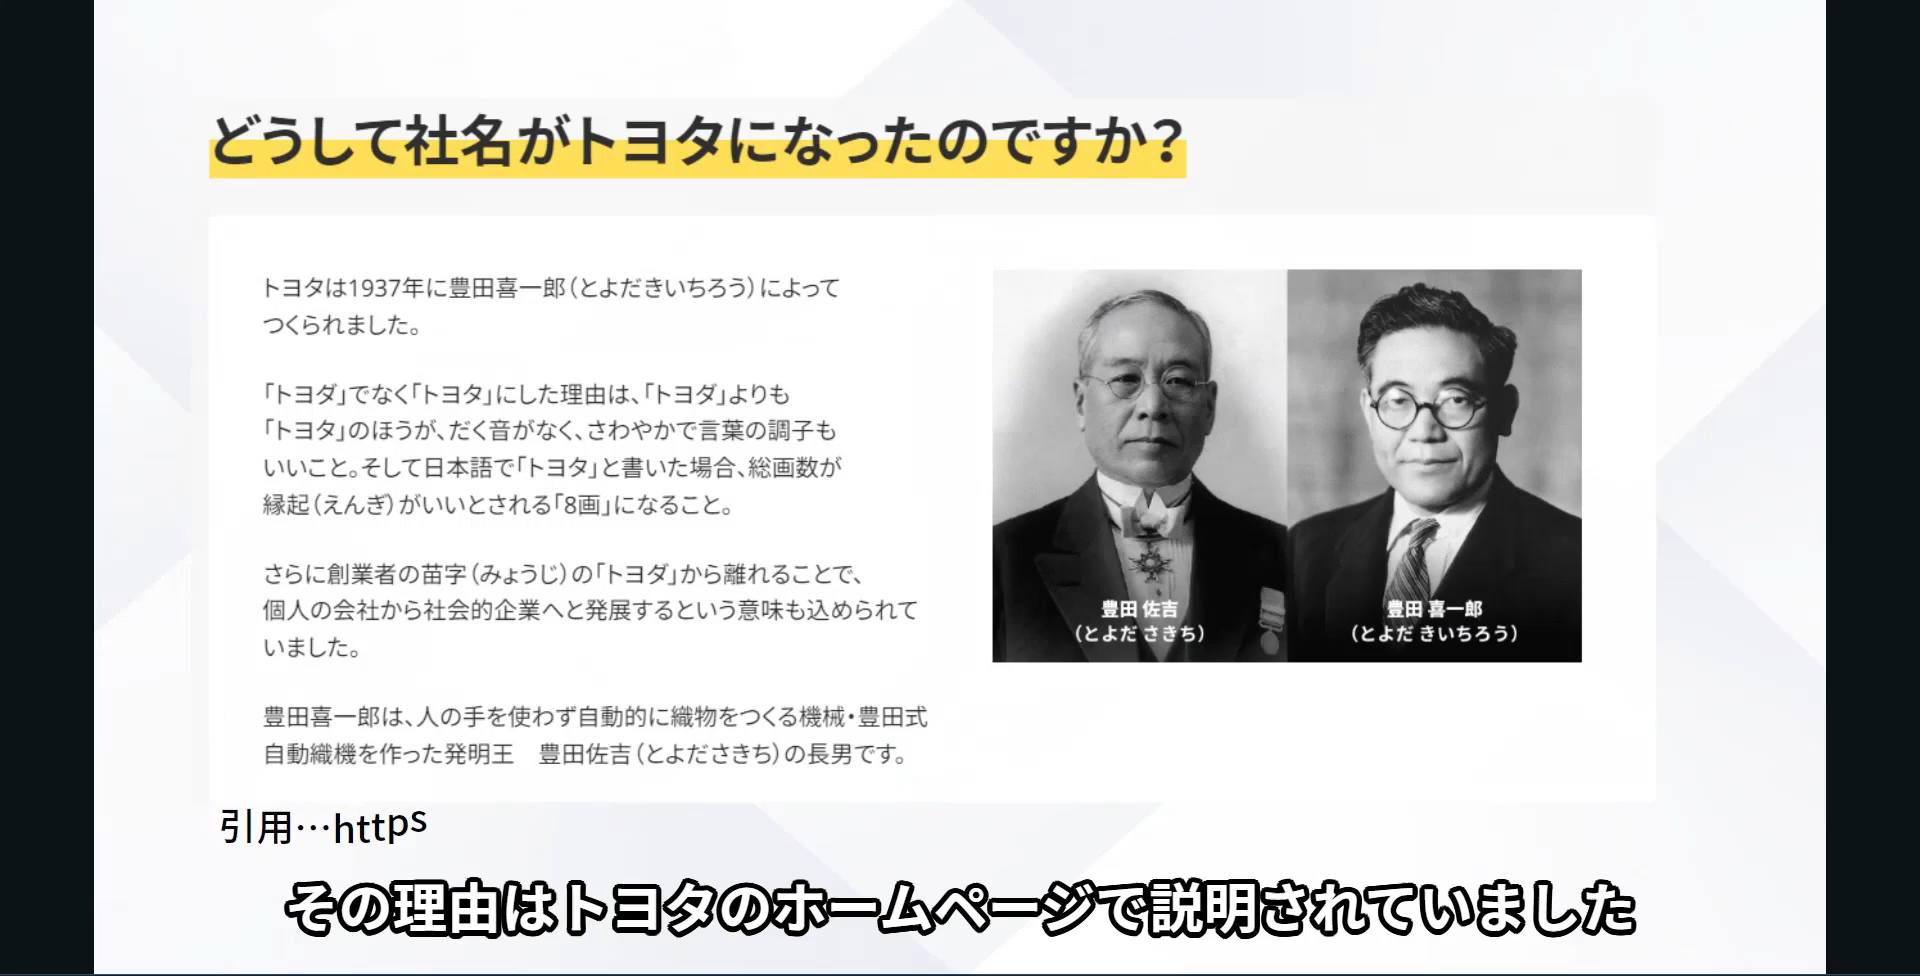 どうして社名がトヨタになったのですか？
トヨタは1937年に豊田喜一郎（とよだきいちろう）によって
つくられました。
「トヨダ」でなく「トヨタ」にした理由は、「トヨダ」よりも
「トヨタ」のほうが、だく音がなく、さわやかで言葉の調子も
いいこと。そして日本語で「トヨタ」と書いた場合、総画数が
縁起（えんぎ）がいいとされる「8画」になること。
さらに創業者の苗字（みょうじ）の「トヨダ」から離れることで、
個人の会社から社会的企業へと発展するという意味も込められて
いました。
豊田喜一郎は、人の手を使わず自動的に織物をつくる機械・豊田式
自動織機を作った発明王　豊田佐吉（とよださきち）の長男です。
豊田 佐吉
（とよだ さきち）
豊田 喜一郎
（とよだ きいちろう）
引用…https
その理由はトヨタのホームページで説明されていました